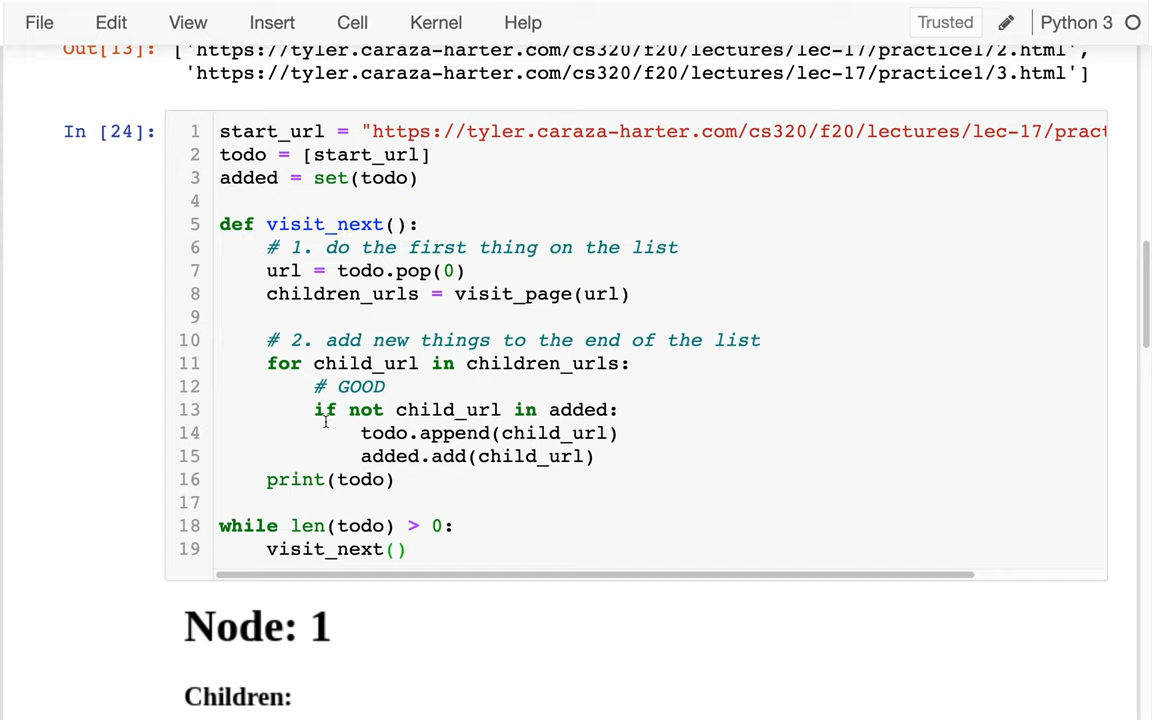 File Edit View Insert Cell Kernel Help Trusted Python 3
Out[13]: ['https://tyler.caraza-harter.com/cs320/f20/lectures/lec-17/practice1/2.html',
'https://tyler.caraza-harter.com/cs320/f20/lectures/lec-17/practice1/3.html']
In [24]:
1 start_url = "https://tyler.caraza-harter.com/cs320/f20/lectures/lec-17/pract
2 todo = [start_url]
3 added = set(todo)
4
5 def visit_next():
6 # 1. do the first thing on the list
7 url = todo.pop(0)
8 children_urls = visit_page(url)
9
10 # 2. add new things to the end of the list
11 for child_url in children_urls:
12 # GOOD
13 if not child_url in added:
14 todo.append(child_url)
15 added.add(child_url)
16 print(todo)
17
18 while len(todo) > 0:
19 visit_next()
Node: 1
Children: